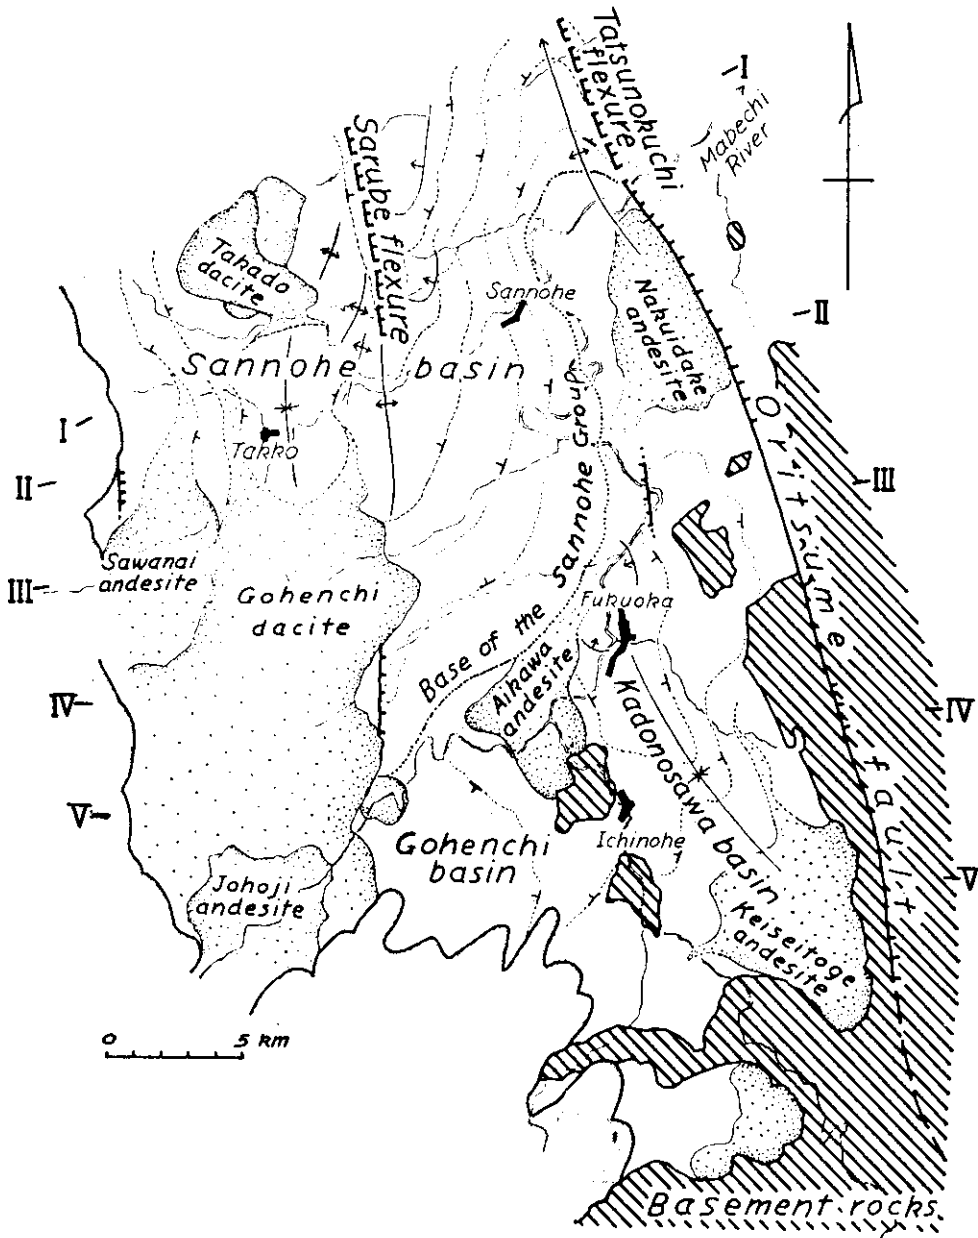 Tatsunokuchi
flexure
I
Mabechi
River
Sarube flexure
Takado
dacite
Sannohe
Nakuidake
andesite
II
Sannohe basin
Oritsume fault
I
Takko
II
III
Base of the Sannohe Group
Sawanai
andesite
III
Gohenchi
dacite
Fukuoka
Aikawa
andesite
Kadonosawa basin
IV
IV
V
Gohenchi
basin
Ichinohe
V
Johoji
andesite
Keiseitoge
andesite
0 5 km
Basement rocks